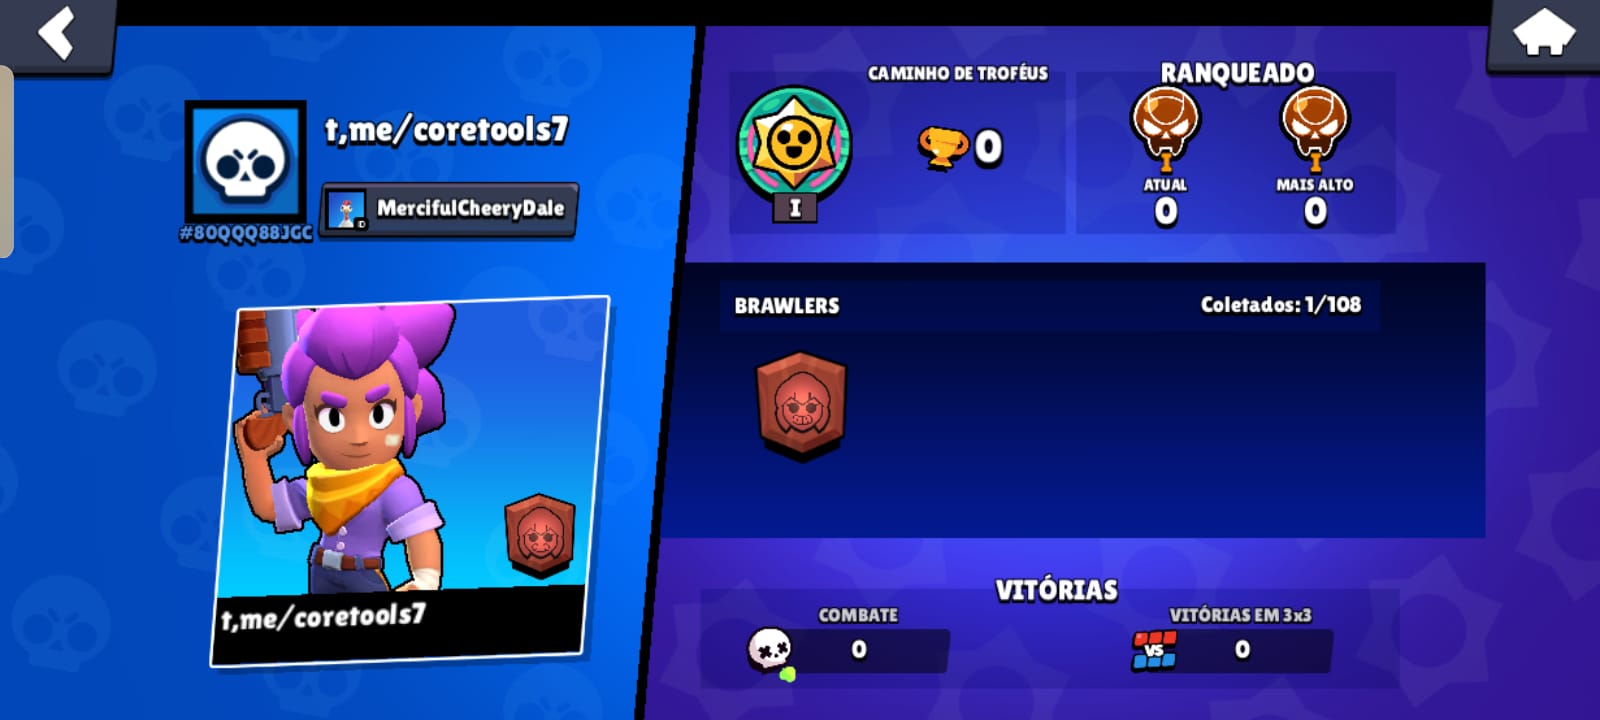 t,me/coretools7
#80QQQ88JGC
MercifulCheeryDale
D
t,me/coretools7
CAMINHO DE TROFÉUS
I
0
RANQUEADO
ATUAL
0
MAIS ALTO
0
BRAWLERS
Coletados: 1/108
VITÓRIAS
COMBATE
0
VITÓRIAS EM 3x3
VS
0